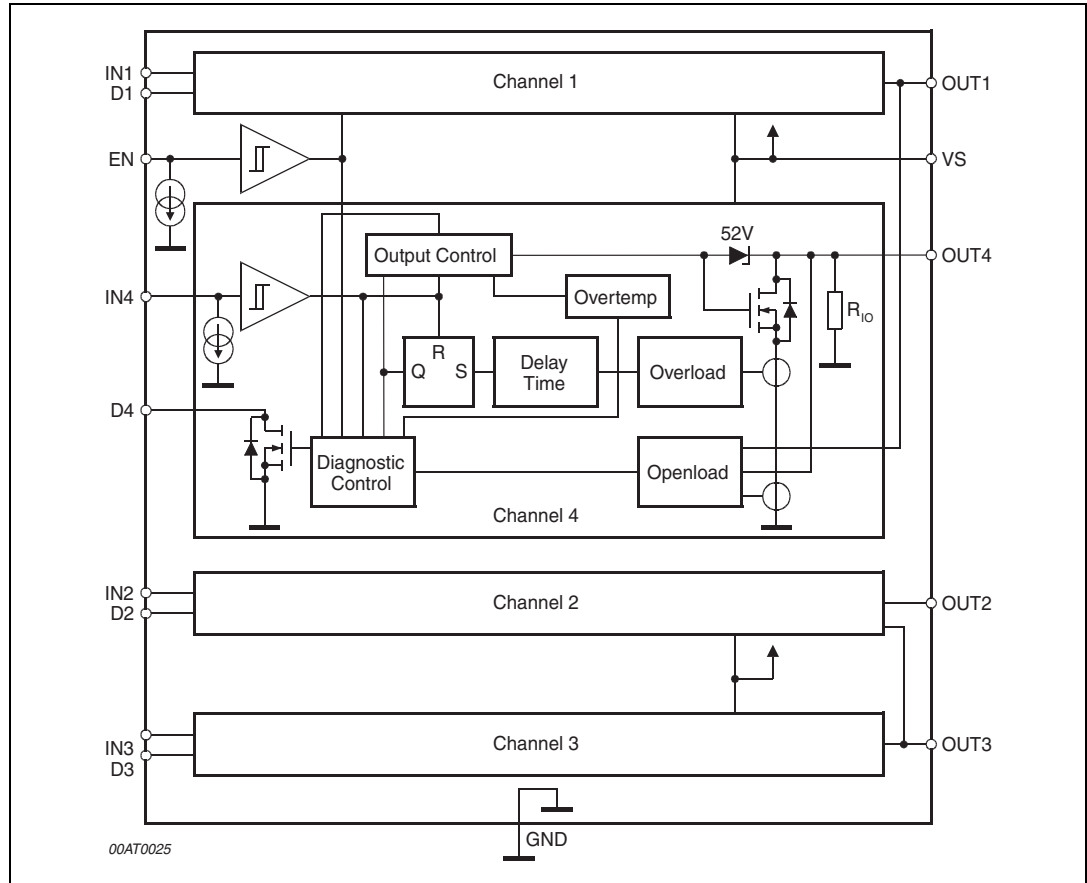 IN1
D1
Channel 1
OUT1
EN
VS
52V
Output Control
OUT4
IN4
Overtemp
R_IO
R
Q
S
Delay
Time
Overload
D4
Diagnostic
Control
Openload
Channel 4
IN2
D2
Channel 2
OUT2
IN3
D3
Channel 3
OUT3
GND
00AT0025